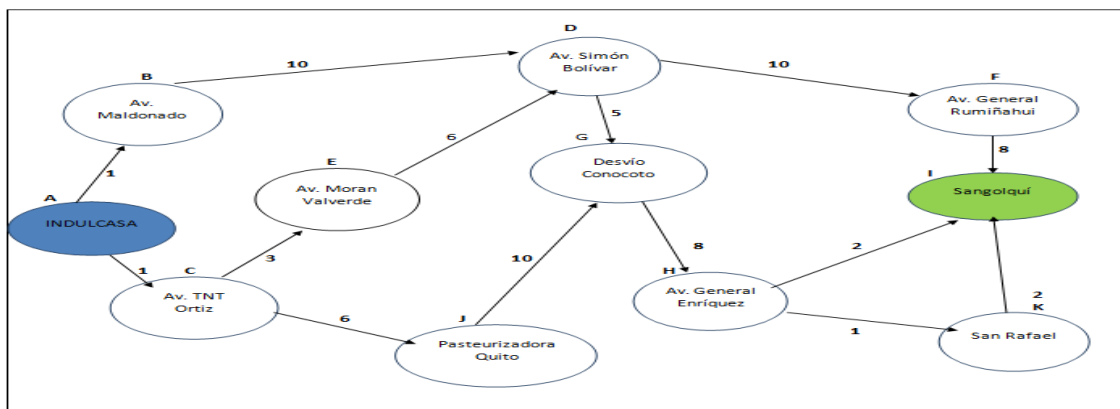 D
Av. Simón
Bolívar
10
10
B
Av.
Maldonado
F
Av. General
Rumiñahui
5
6
G
Desvío
Conocoto
8
E
Av. Moran
Valverde
1
I
Sangolquí
A
INDULCASA
3
10
8
2
1
C
Av. TNT
Ortiz
H
Av. General
Enríquez
6
J
Pasteurizadora
Quito
1
2
K
San Rafael